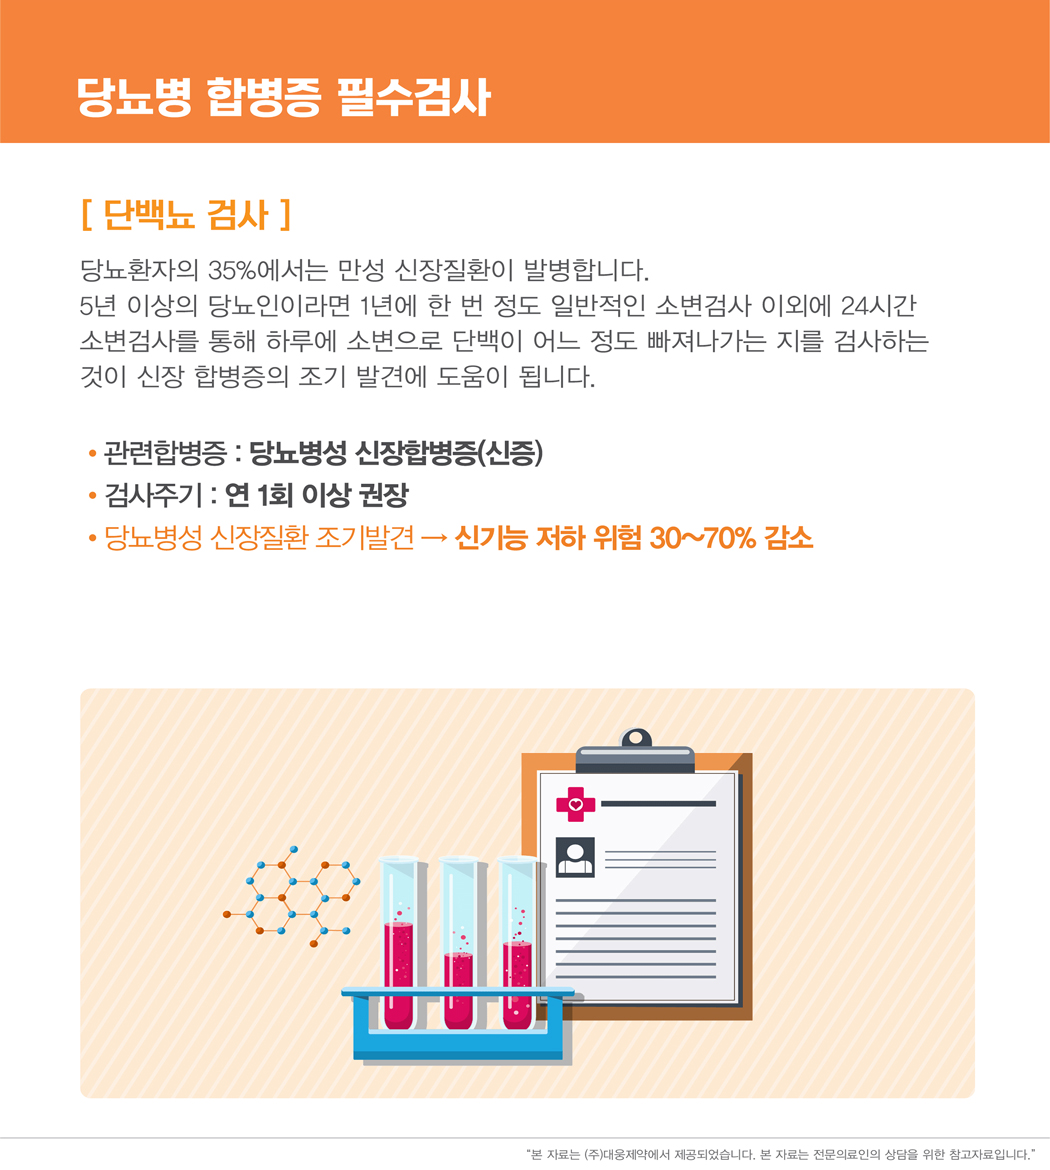 당뇨병 합병증 필수검사
[ 단백뇨 검사 ]
당뇨환자의 35%에서는 만성 신장질환이 발병합니다.
5년 이상의 당뇨인이라면 1년에 한 번 정도 일반적인 소변검사 이외에 24시간
소변검사를 통해 하루에 소변으로 단백이 어느 정도 빠져나가는 지를 검사하는
것이 신장 합병증의 조기 발견에 도움이 됩니다.
• 관련합병증 : 당뇨병성 신장합병증(신증)
• 검사주기 : 연 1회 이상 권장
• 당뇨병성 신장질환 조기발견 → 신기능 저하 위험 30~70% 감소
“본 자료는 (주)대웅제약에서 제공되었습니다. 본 자료는 전문의료인의 상담을 위한 참고자료입니다.”